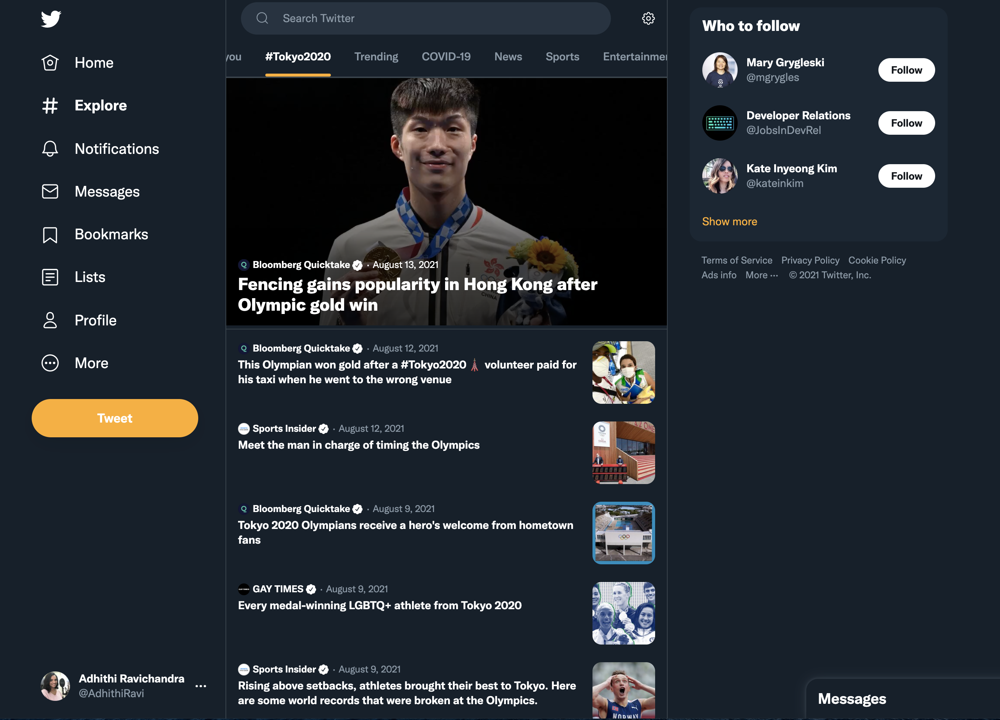 Home
Explore
Notifications
Messages
Bookmarks
Lists
Profile
More
Tweet
Adhithi Ravichandra
@AdhithiRavi
Search Twitter
you #Tokyo2020 Trending COVID-19 News Sports Entertainmen
CHINA
Bloomberg Quicktake · August 13, 2021
Fencing gains popularity in Hong Kong after
Olympic gold win
Bloomberg Quicktake · August 12, 2021
This Olympian won gold after a #Tokyo2020 volunteer paid for
his taxi when he went to the wrong venue
Sports Insider · August 12, 2021
Meet the man in charge of timing the Olympics
Bloomberg Quicktake · August 9, 2021
Tokyo 2020 Olympians receive a hero's welcome from hometown
fans
GAY TIMES · August 9, 2021
Every medal-winning LGBTQ+ athlete from Tokyo 2020
Sports Insider · August 9, 2021
Rising above setbacks, athletes brought their best to Tokyo. Here
are some world records that were broken at the Olympics.
NORWAY
Who to follow
Mary Grygleski
@mgrygles
Follow
Developer Relations
@JobsInDevRel
Follow
Kate Inyeong Kim
@kateinkim
Follow
Show more
Terms of Service Privacy Policy Cookie Policy
Ads info More ··· © 2021 Twitter, Inc.
Messages